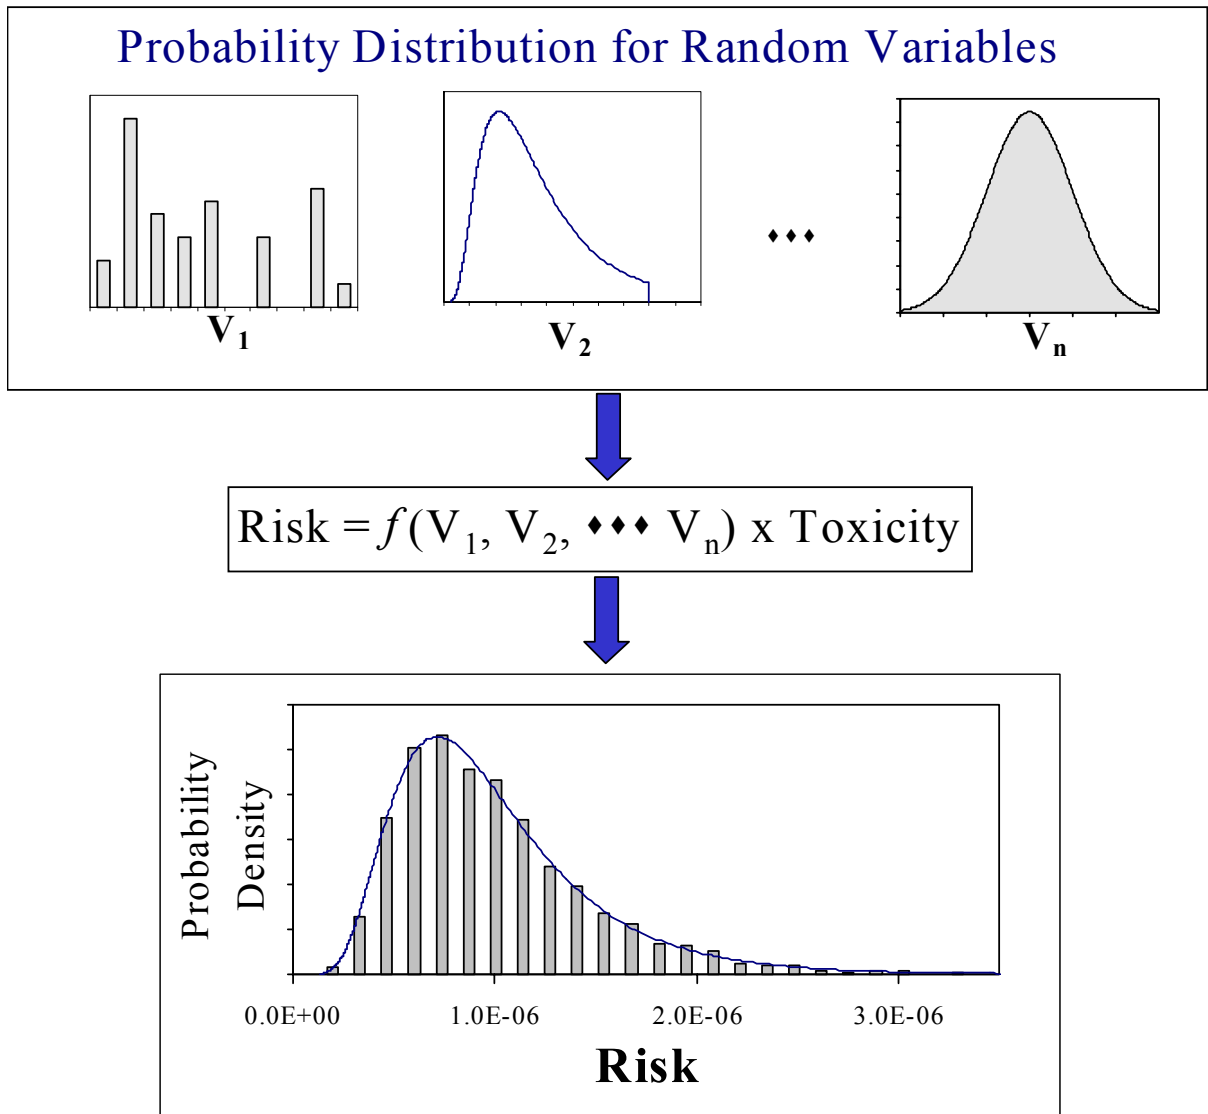 Probability Distribution for Random Variables
V1
V2
♦♦♦
Vn
Risk = f(V1, V2, ♦♦♦ Vn) x Toxicity
Probability
Density
0.0E+00
1.0E-06
2.0E-06
3.0E-06
Risk